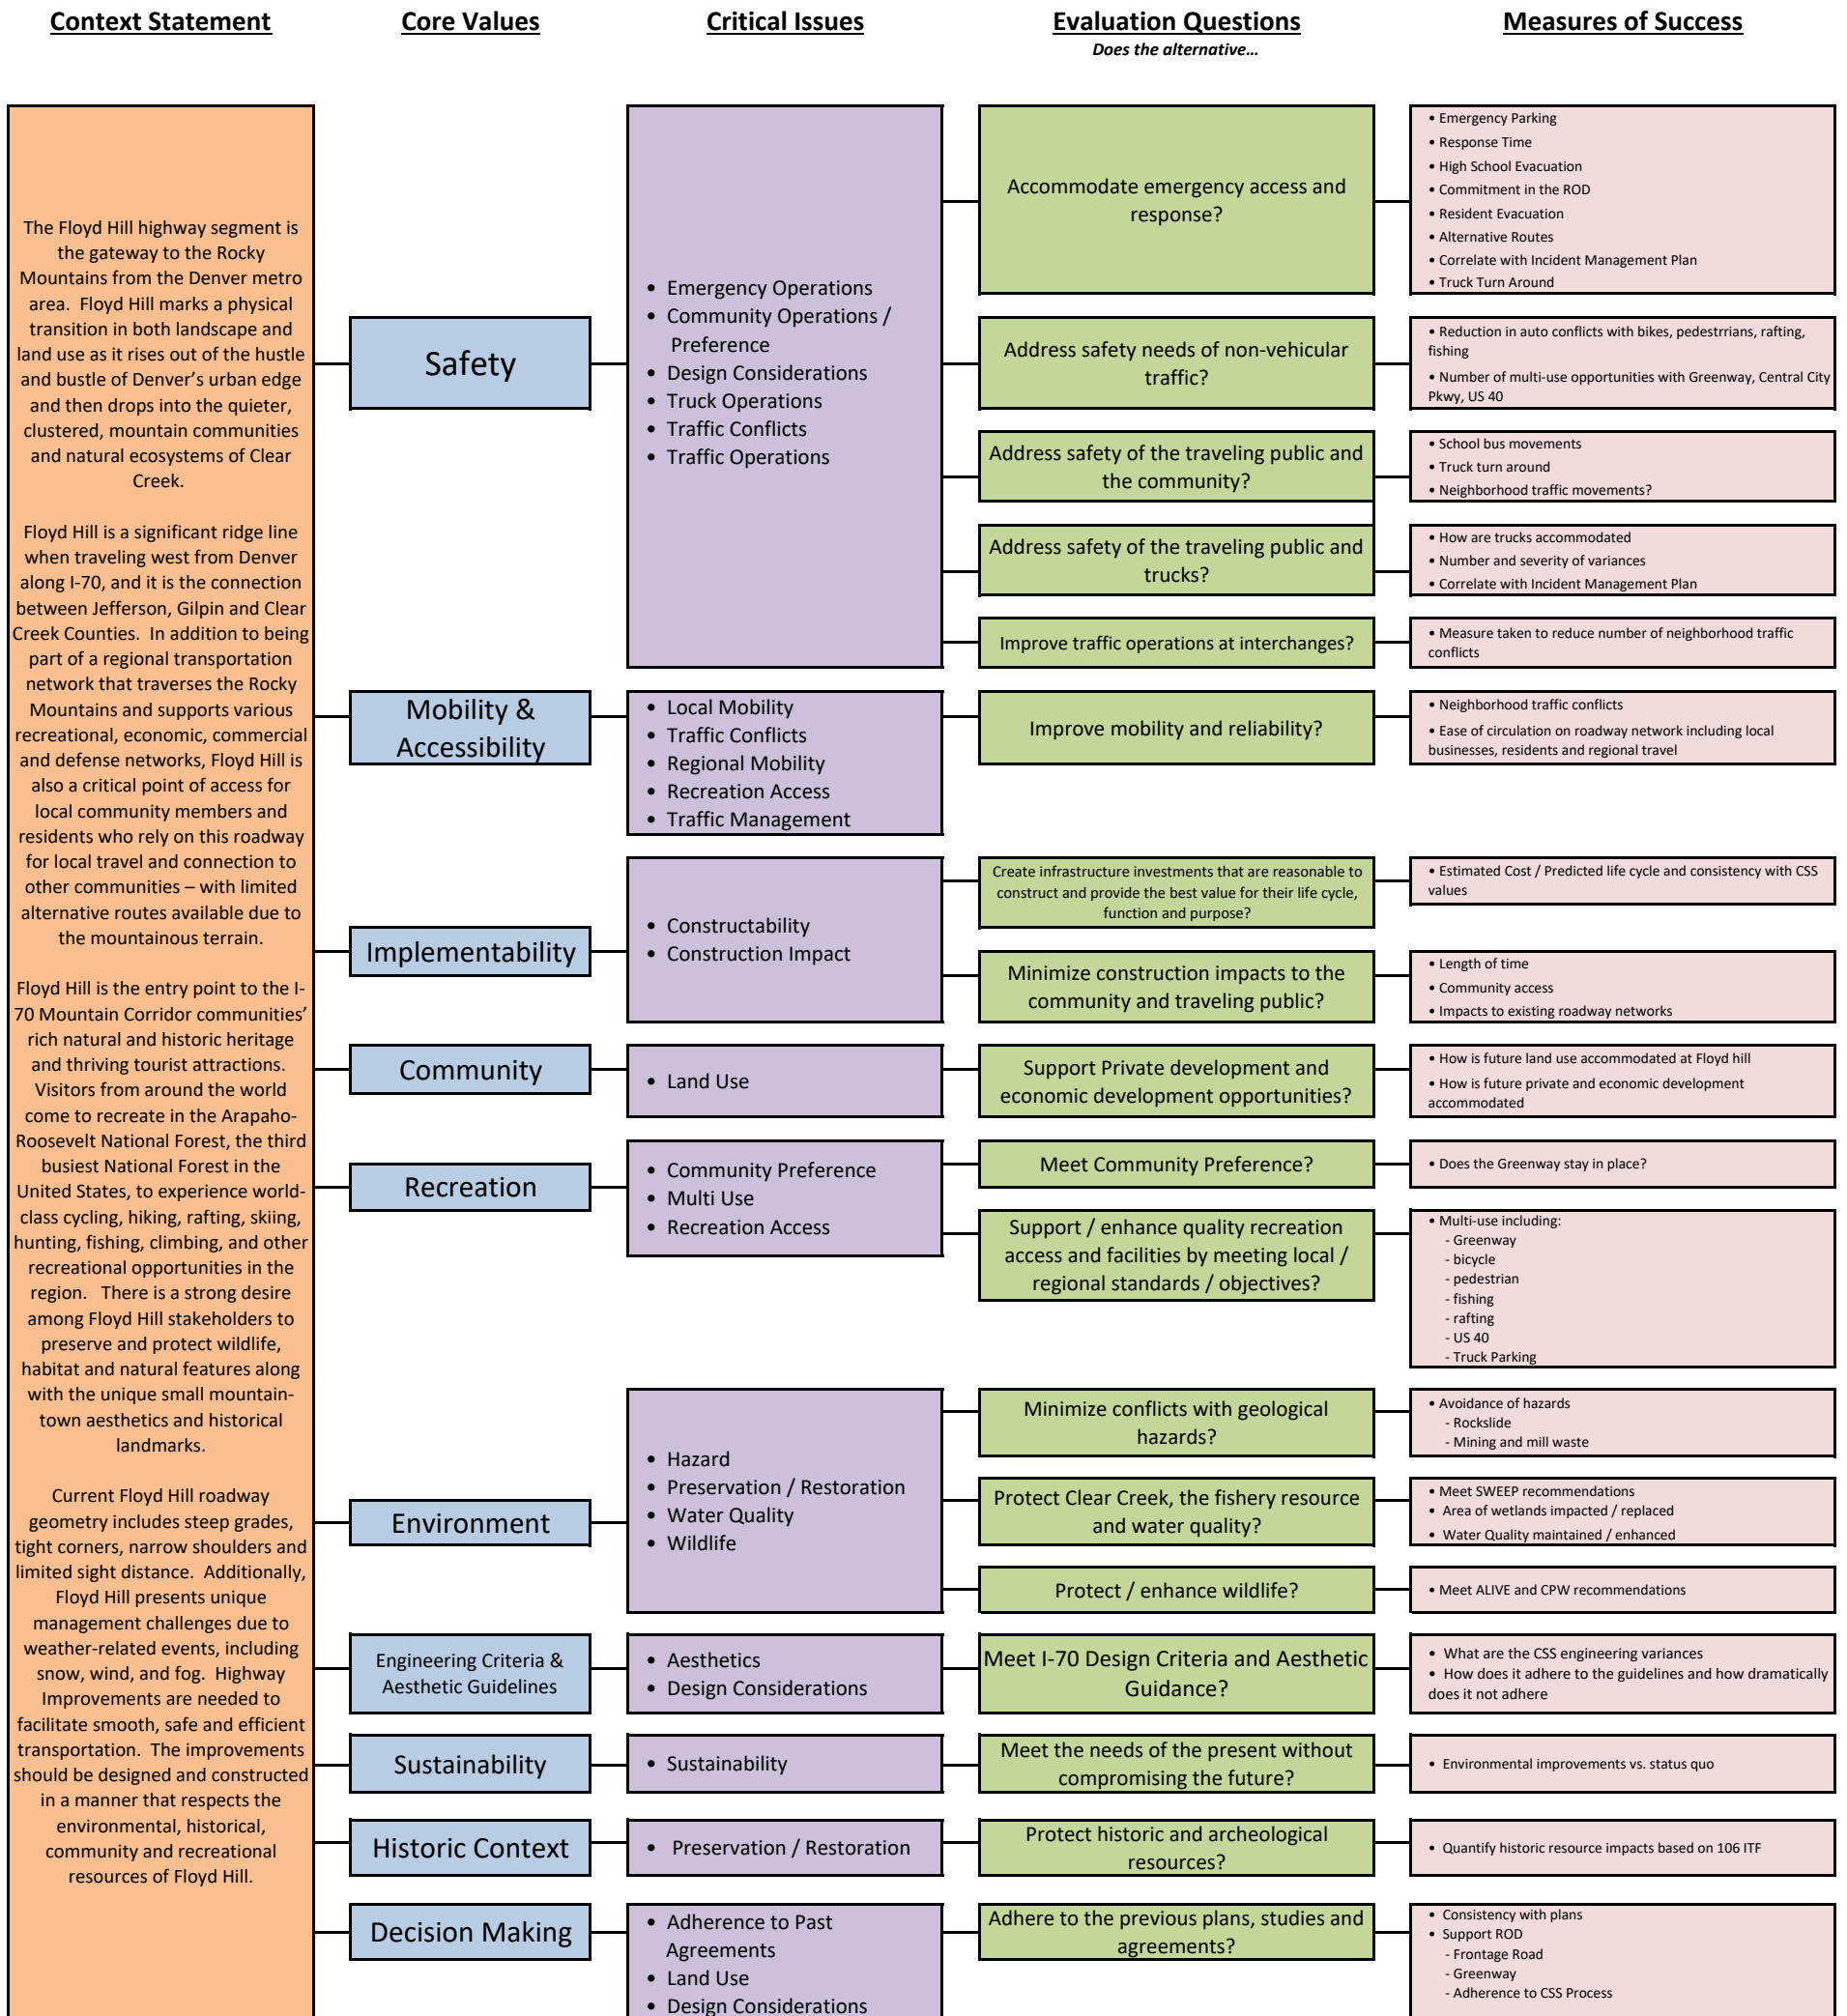 Context Statement
Core Values
Critical Issues
Evaluation Questions
Does the alternative...
Measures of Success
The Floyd Hill highway segment is
the gateway to the Rocky
Mountains from the Denver metro
area.  Floyd Hill marks a physical
transition in both landscape and
land use as it rises out of the hustle
and bustle of Denver's urban edge
and then drops into the quieter,
clustered, mountain communities
and natural ecosystems of Clear
Creek.
Floyd Hill is a significant ridge line
when traveling west from Denver
along I-70, and it is the connection
between Jefferson, Gilpin and Clear
Creek Counties.  In addition to being
part of a regional transportation
network that traverses the Rocky
Mountains and supports various
recreational, economic, commercial
and defense networks, Floyd Hill is
also a critical point of access for
local community members and
residents who rely on this roadway
for local travel and connection to
other communities – with limited
alternative routes available due to
the mountainous terrain.
Floyd Hill is the entry point to the I-
70 Mountain Corridor communities'
rich natural and historic heritage
and thriving tourist attractions.
Visitors from around the world
come to recreate in the Arapaho-
Roosevelt National Forest, the third
busiest National Forest in the
United States, to experience world-
class cycling, hiking, rafting, skiing,
hunting, fishing, climbing, and other
recreational opportunities in the
region.   There is a strong desire
among Floyd Hill stakeholders to
preserve and protect wildlife,
habitat and natural features along
with the unique small mountain-
town aesthetics and historical
landmarks.
Current Floyd Hill roadway
geometry includes steep grades,
tight corners, narrow shoulders and
limited sight distance.  Additionally,
Floyd Hill presents unique
management challenges due to
weather-related events, including
snow, wind, and fog.  Highway
Improvements are needed to
facilitate smooth, safe and efficient
transportation.  The improvements
should be designed and constructed
in a manner that respects the
environmental, historical,
community and recreational
resources of Floyd Hill.
Safety
• Emergency Operations
• Community Operations /
Preference
• Design Considerations
• Truck Operations
• Traffic Conflicts
• Traffic Operations
Accommodate emergency access and
response?
• Emergency Parking
• Response Time
• High School Evacuation
• Commitment in the ROD
• Resident Evacuation
• Alternative Routes
• Correlate with Incident Management Plan
• Truck Turn Around
Address safety needs of non-vehicular
traffic?
• Reduction in auto conflicts with bikes, pedestrrians, rafting,
fishing
• Number of multi-use opportunities with Greenway, Central City
Pkwy, US 40
Address safety of the traveling public and
the community?
• School bus movements
• Truck turn around
• Neighborhood traffic movements?
Address safety of the traveling public and
trucks?
• How are trucks accommodated
• Number and severity of variances
• Correlate with Incident Management Plan
Improve traffic operations at interchanges?
• Measure taken to reduce number of neighborhood traffic
conflicts
Mobility &
Accessibility
• Local Mobility
• Traffic Conflicts
• Regional Mobility
• Recreation Access
• Traffic Management
Improve mobility and reliability?
• Neighborhood traffic conflicts
• Ease of circulation on roadway network including local
businesses, residents and regional travel
Implementability
• Constructability
• Construction Impact
Create infrastructure investments that are reasonable to
construct and provide the best value for their life cycle,
function and purpose?
• Estimated Cost / Predicted life cycle and consistency with CSS
values
Minimize construction impacts to the
community and traveling public?
• Length of time
• Community access
• Impacts to existing roadway networks
Community
• Land Use
Support Private development and
economic development opportunities?
• How is future land use accommodated at Floyd hill
• How is future private and economic development
accommodated
Recreation
• Community Preference
• Multi Use
• Recreation Access
Meet Community Preference?
• Does the Greenway stay in place?
Support / enhance quality recreation
access and facilities by meeting local /
regional standards / objectives?
• Multi-use including:
- Greenway
- bicycle
- pedestrian
- fishing
- rafting
- US 40
- Truck Parking
Environment
• Hazard
• Preservation / Restoration
• Water Quality
• Wildlife
Minimize conflicts with geological
hazards?
• Avoidance of hazards
- Rockslide
- Mining and mill waste
Protect Clear Creek, the fishery resource
and water quality?
• Meet SWEEP recommendations
• Area of wetlands impacted / replaced
• Water Quality maintained / enhanced
Protect / enhance wildlife?
• Meet ALIVE and CPW recommendations
Engineering Criteria &
Aesthetic Guidelines
• Aesthetics
• Design Considerations
Meet I-70 Design Criteria and Aesthetic
Guidance?
• What are the CSS engineering variances
• How does it adhere to the guidelines and how dramatically
does it not adhere
Sustainability
• Sustainability
Meet the needs of the present without
compromising the future?
• Environmental improvements vs. status quo
Historic Context
• Preservation / Restoration
Protect historic and archeological
resources?
• Quantify historic resource impacts based on 106 ITF
Decision Making
• Adherence to Past
Agreements
• Land Use
• Design Considerations
Adhere to the previous plans, studies and
agreements?
• Consistency with plans
• Support ROD
- Frontage Road
- Greenway
- Adherence to CSS Process